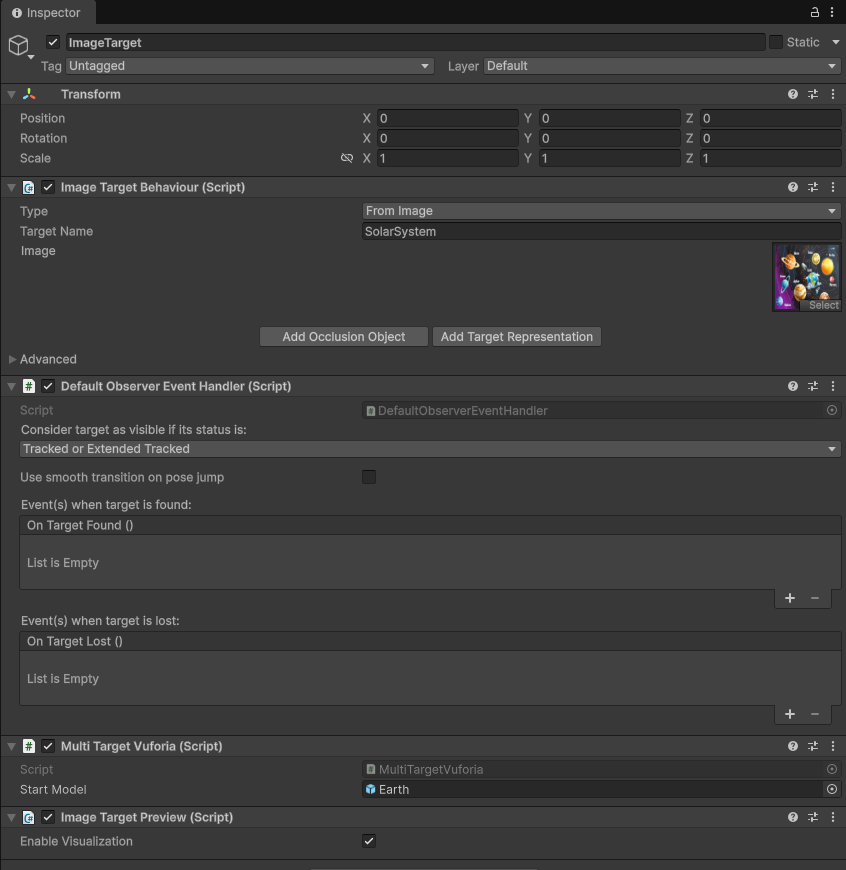 Inspector
ImageTarget
Static
Tag Untagged Layer Default
Transform
Position X 0 Y 0 Z 0
Rotation X 0 Y 0 Z 0
Scale X 1 Y 1 Z 1
Image Target Behaviour (Script)
Type From Image
Target Name SolarSystem
Image
Select
Add Occlusion Object Add Target Representation
Advanced
# Default Observer Event Handler (Script)
Script # DefaultObserverEventHandler
Consider target as visible if its status is:
Tracked or Extended Tracked
Use smooth transition on pose jump
Event(s) when target is found:
On Target Found ()
List is Empty
+ −
Event(s) when target is lost:
On Target Lost ()
List is Empty
+ −
# Multi Target Vuforia (Script)
Script # MultiTargetVuforia
Start Model Earth
Image Target Preview (Script)
Enable Visualization